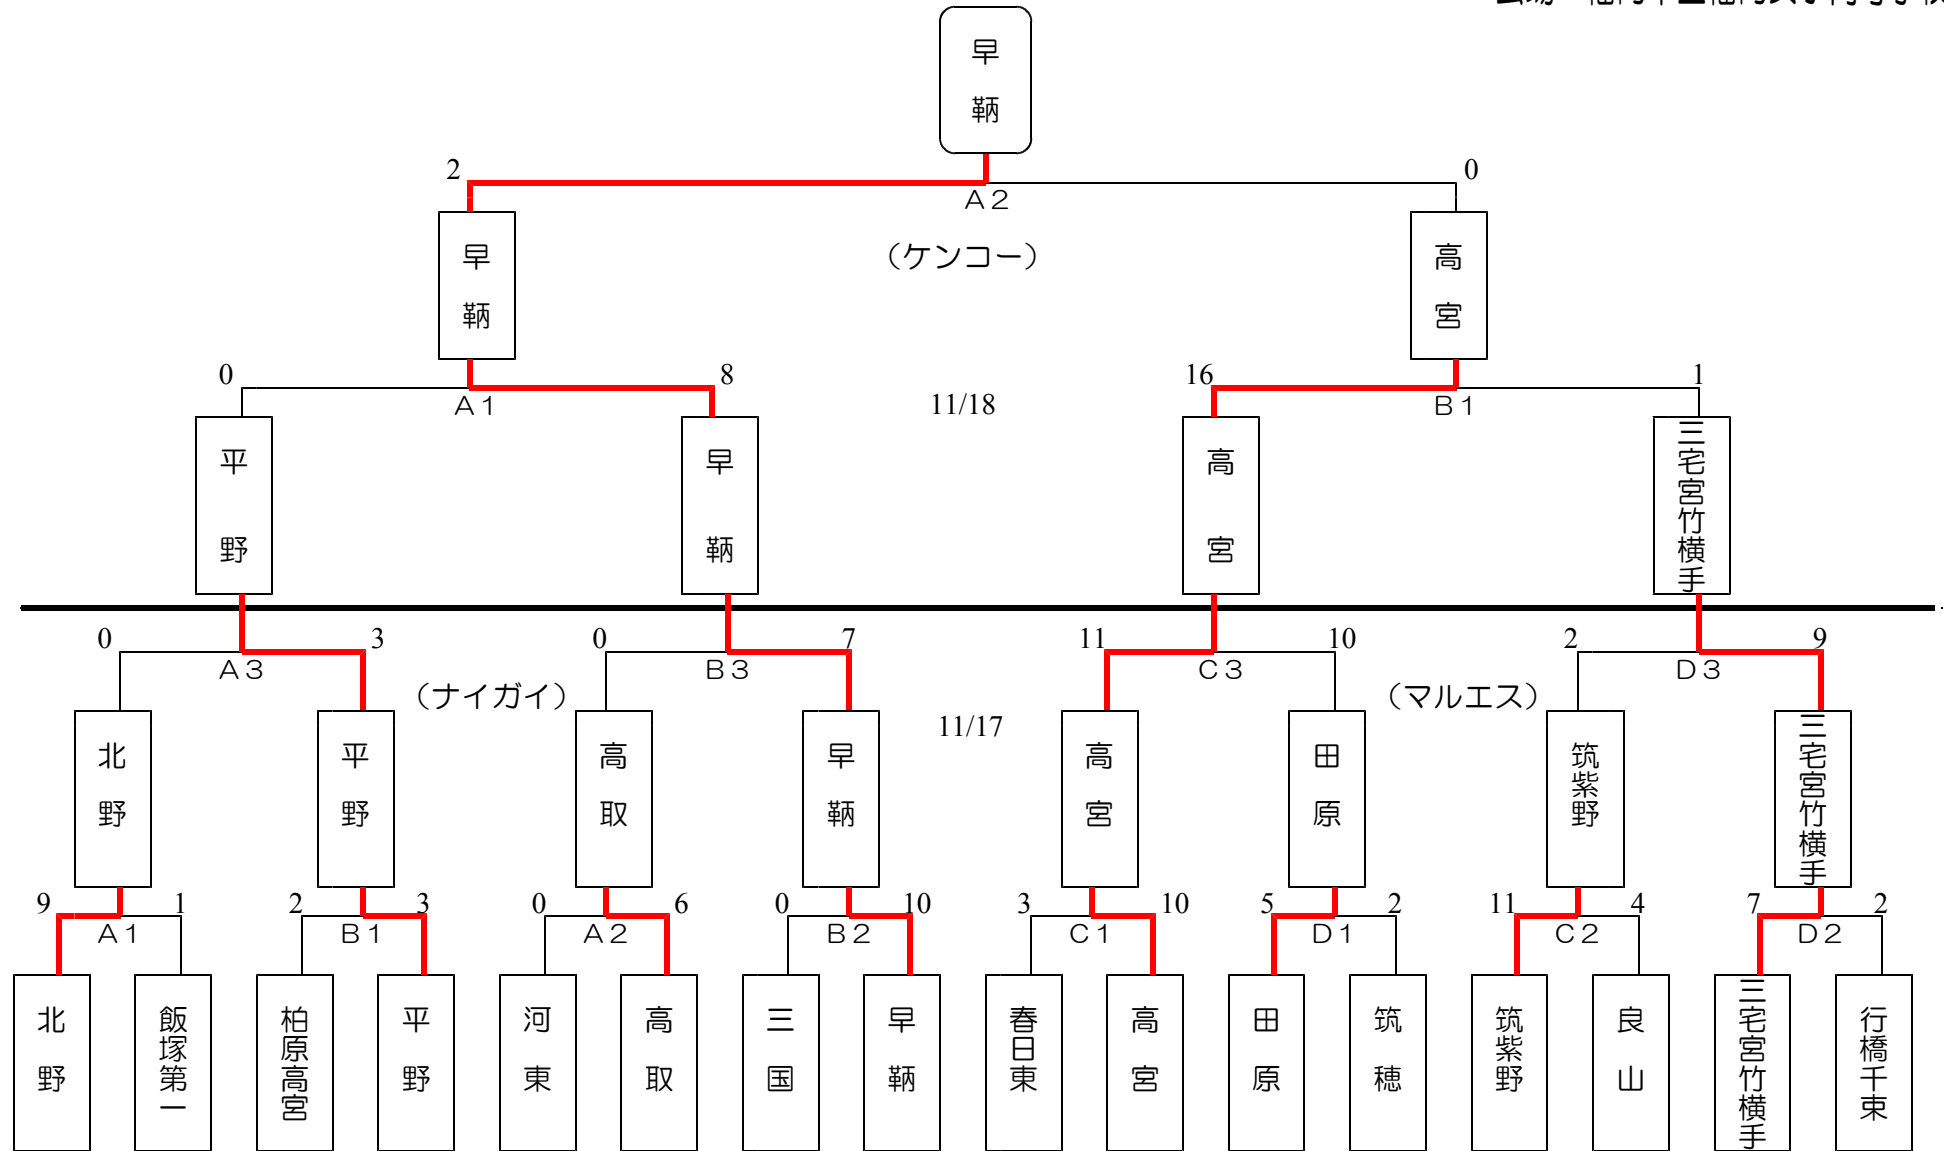 早鞆
2 0
A2
早鞆 高宮
(ケンコー)
0 8 16 1
A1 11/18 B1
平野 早鞆 高宮 三宅宮竹横手
0 3 0 7 11 10 2 9
A3 B3 C3 D3
(ナイガイ) (マルエス)
11/17
北野 平野 高取 早鞆 高宮 田原 筑紫野 三宅宮竹横手
9 1 2 3 0 6 0 10 3 10 5 2 11 4 7 2
A1 B1 A2 B2 C1 D1 C2 D2
北野 飯塚第一 柏原高宮 平野 河東 高取 三国 早鞆 春日東 高宮 田原 筑穂 筑紫野 良山 三宅宮竹横手 行橋千束